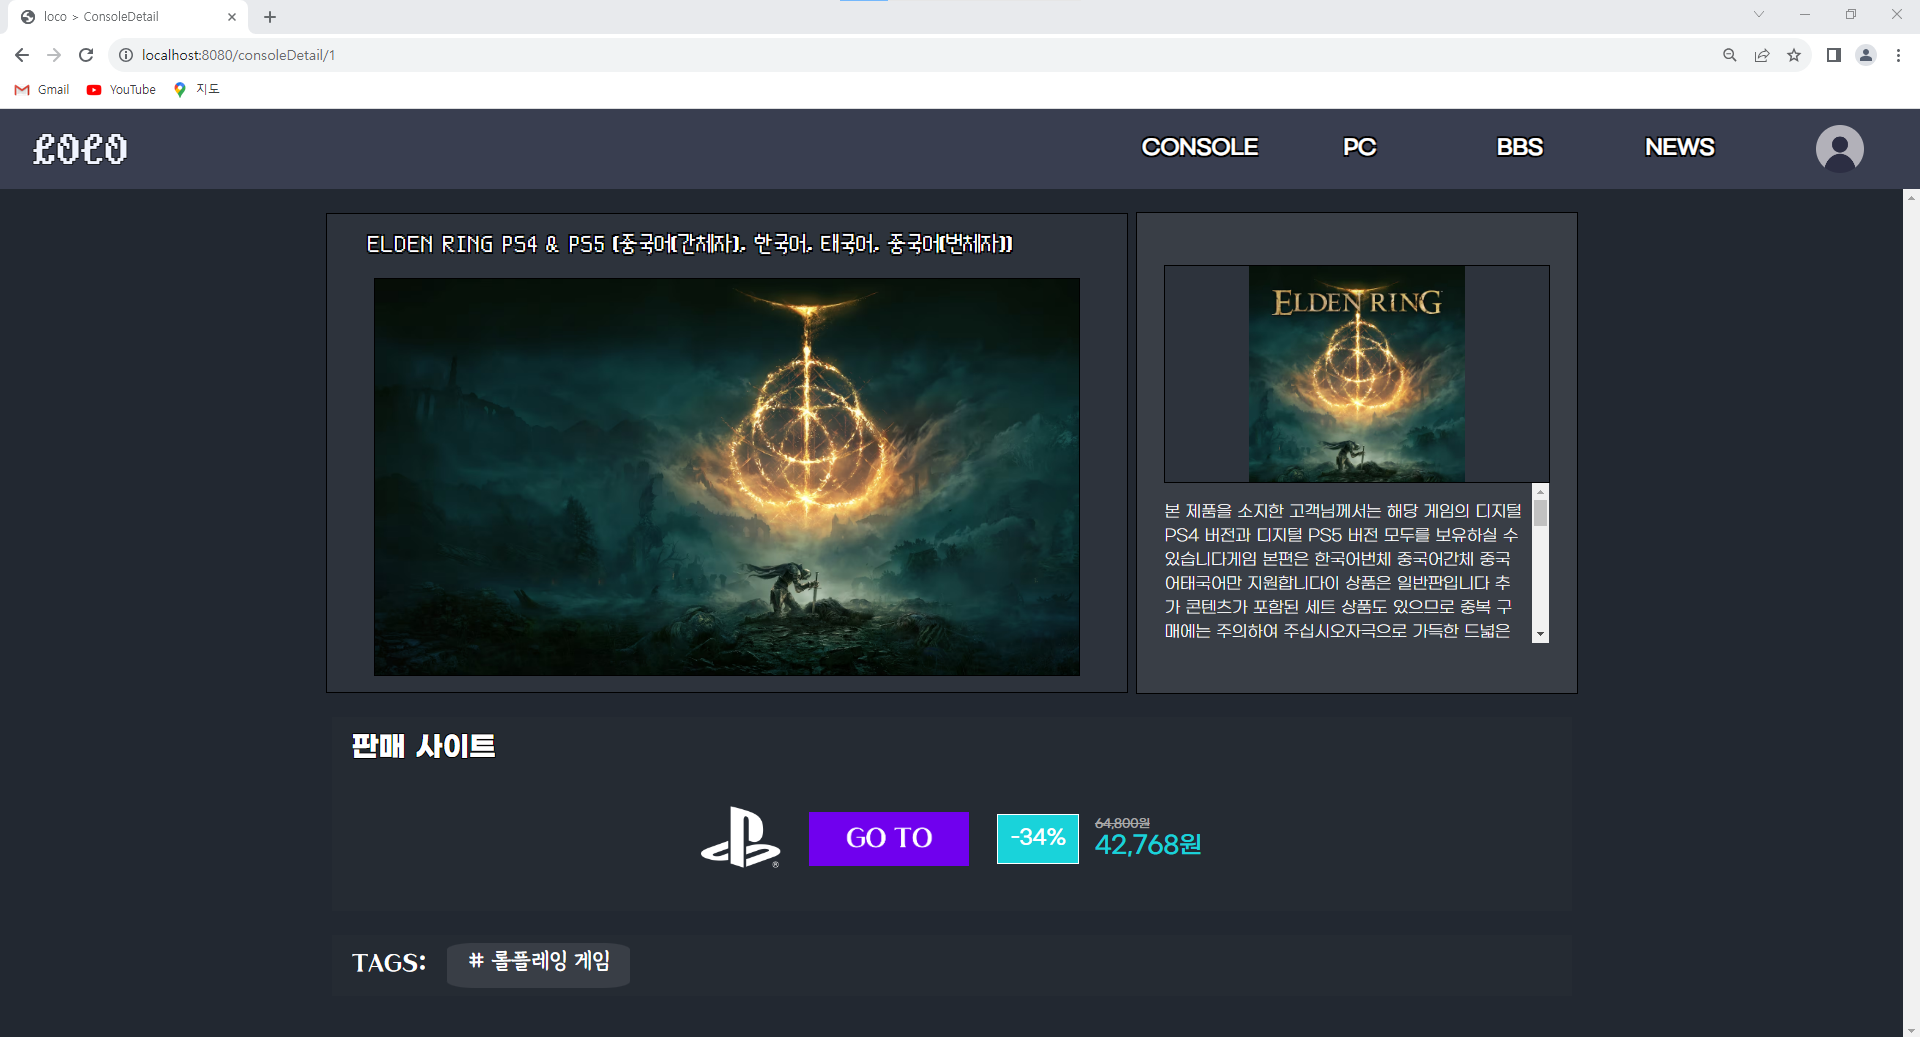 loco > ConsoleDetail
localhost:8080/consoleDetail/1
Gmail YouTube 지도
LOCO CONSOLE PC BBS NEWS
ELDEN RING PS4 & PS5 (중국어(간체자), 한국어, 태국어, 중국어(번체자))
ELDEN RING
본 제품을 소지한 고객님께서는 해당 게임의 디지털
PS4 버전과 디지털 PS5 버전 모두를 보유하실 수
있습니다게임 본편은 한국어번체 중국어간체 중국
어태국어만 지원합니다이 상품은 일반판입니다 추
가 콘텐츠가 포함된 세트 상품도 있으므로 중복 구
매에는 주의하여 주십시오자극으로 가득한 드넓은
판매 사이트
GO TO
-34%
64,800원
42,768원
TAGS: # 롤플레잉 게임